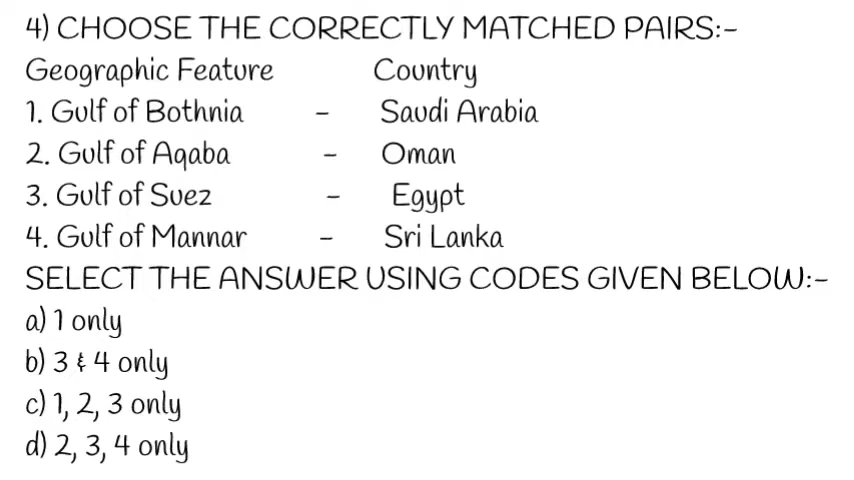 4) CHOOSE THE CORRECTLY MATCHED PAIRS:-
Geographic Feature Country
1. Gulf of Bothnia - Saudi Arabia
2. Gulf of Aqaba - Oman
3. Gulf of Suez - Egypt
4. Gulf of Mannar - Sri Lanka
SELECT THE ANSWER USING CODES GIVEN BELOW:-
a) 1 only
b) 3 & 4 only
c) 1, 2, 3 only
d) 2, 3, 4 only